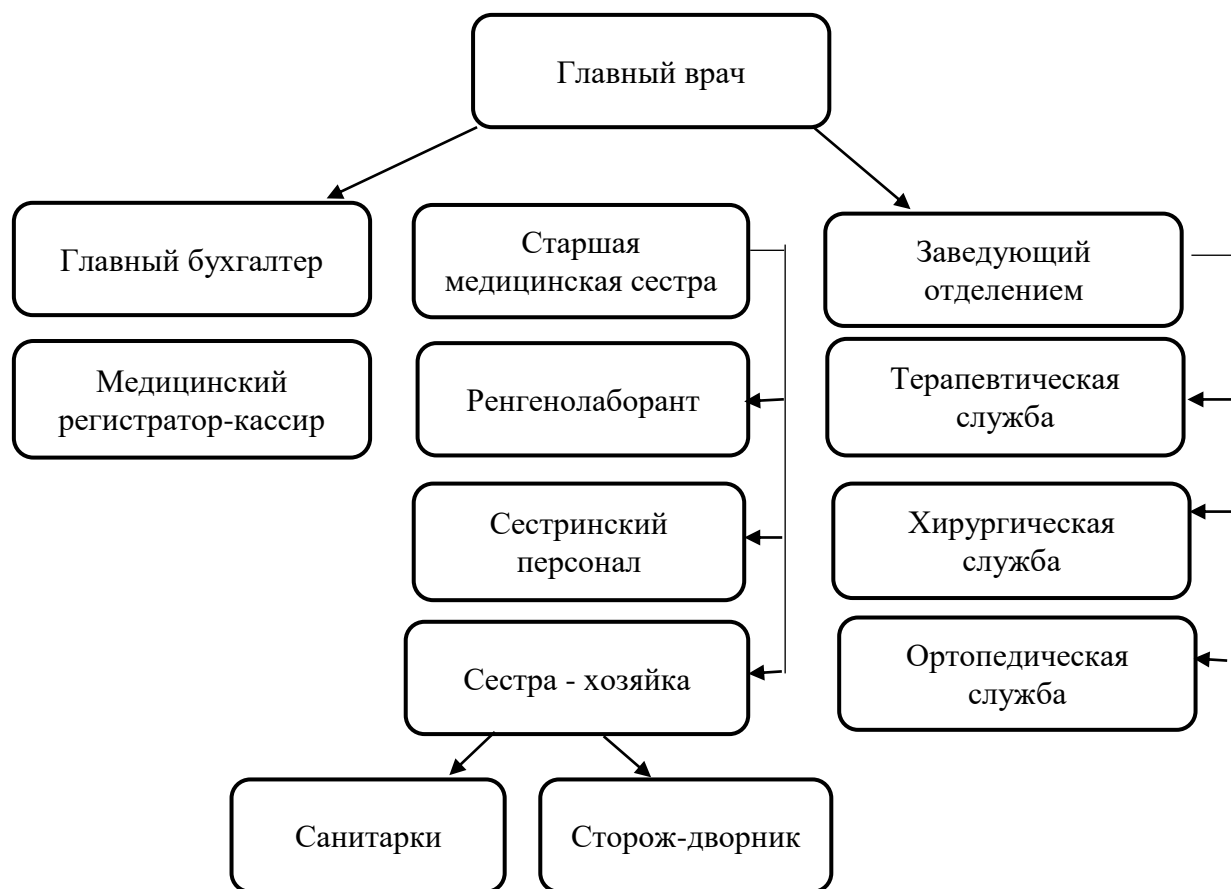 Главный врач
Главный бухгалтер
Старшая
медицинская сестра
Заведующий
отделением
Медицинский
регистратор-кассир
Ренгенолаборант
Терапевтическая
служба
Сестринский
персонал
Хирургическая
служба
Сестра - хозяйка
Ортопедическая
служба
Санитарки
Сторож-дворник